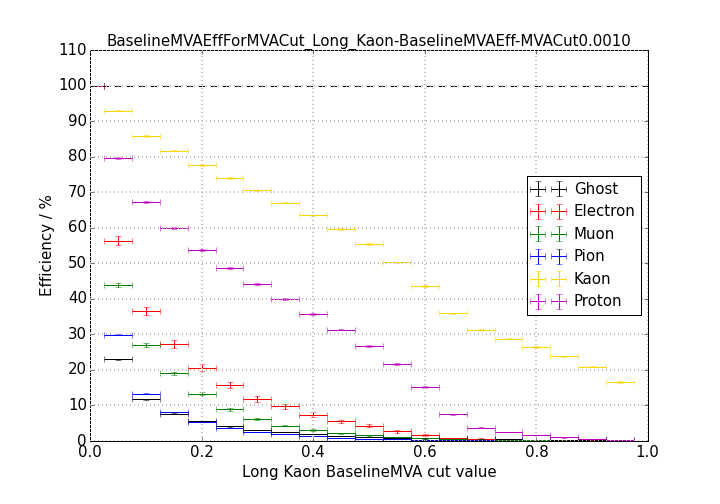 BaselineMVAEffForMVACut_Long_Kaon-BaselineMVAEff-MVACut0.0010
110
100
90
80
70
60
50
40
30
20
10
0
Efficiency / %
Ghost
Electron
Muon
Pion
Kaon
Proton
0.0 0.2 0.4 0.6 0.8 1.0
Long Kaon BaselineMVA cut value